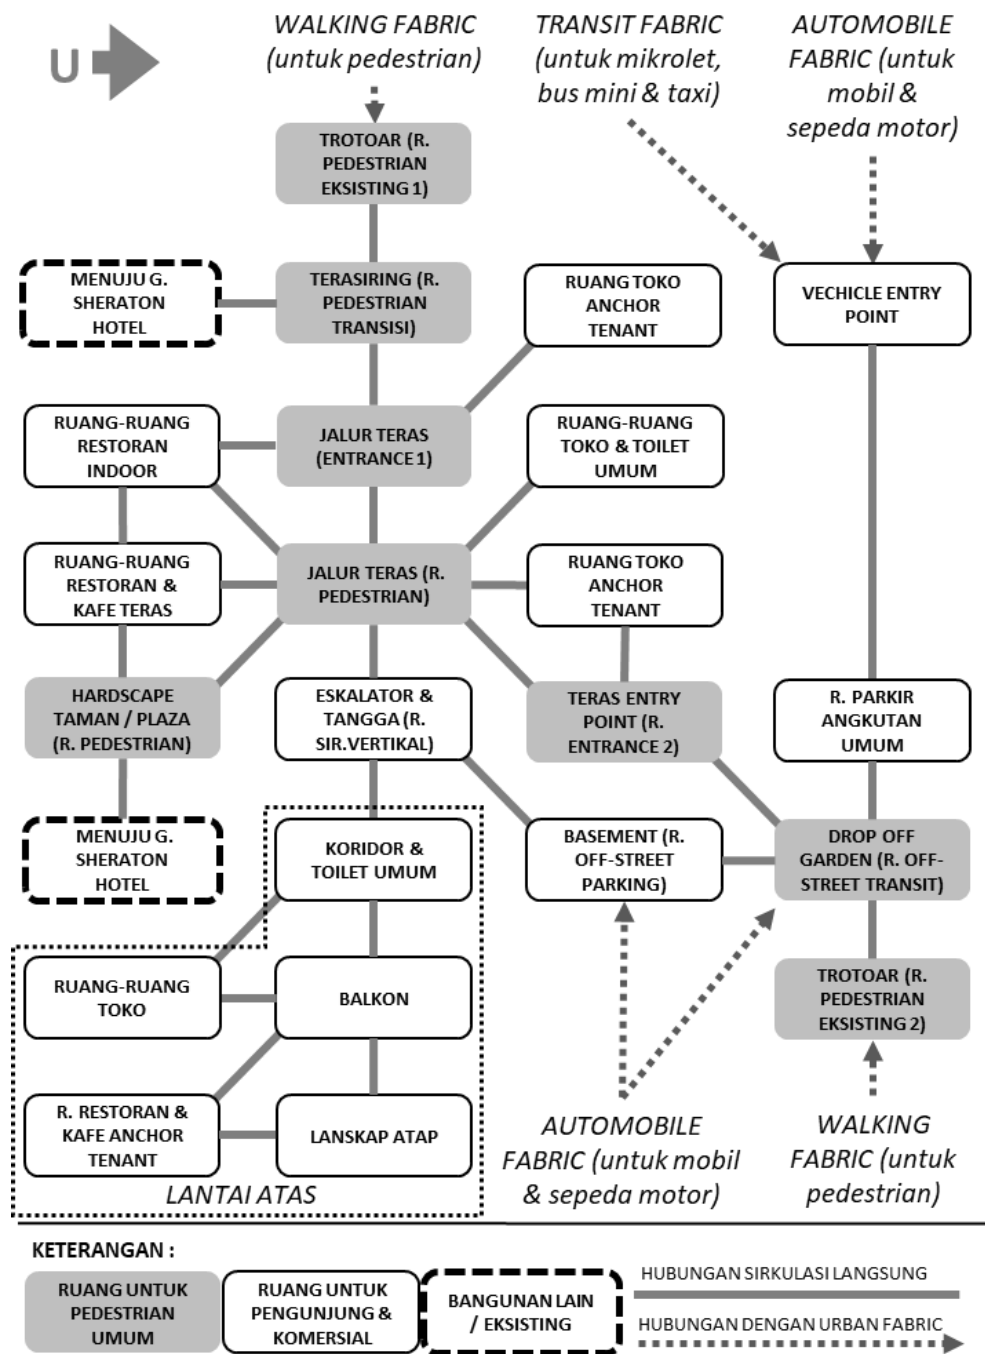 U
WALKING FABRIC
(untuk pedestrian)
TRANSIT FABRIC
(untuk mikrolet,
bus mini & taxi)
AUTOMOBILE
FABRIC (untuk
mobil &
sepeda motor)
TROTOAR (R.
PEDESTRIAN
EKSISTING 1)
MENUJU G.
SHERATON
HOTEL
TERASIRING (R.
PEDESTRIAN
TRANSISI)
RUANG TOKO
ANCHOR
TENANT
VECHICLE ENTRY
POINT
RUANG-RUANG
RESTORAN
INDOOR
JALUR TERAS
(ENTRANCE 1)
RUANG-RUANG
TOKO & TOILET
UMUM
RUANG-RUANG
RESTORAN &
KAFE TERAS
JALUR TERAS (R.
PEDESTRIAN)
RUANG TOKO
ANCHOR
TENANT
HARDSCAPE
TAMAN / PLAZA
(R. PEDESTRIAN)
ESKALATOR &
TANGGA (R.
SIR.VERTIKAL)
TERAS ENTRY
POINT (R.
ENTRANCE 2)
R. PARKIR
ANGKUTAN
UMUM
MENUJU G.
SHERATON
HOTEL
KORIDOR &
TOILET UMUM
BASEMENT (R.
OFF-STREET
PARKING)
DROP OFF
GARDEN (R. OFF-
STREET TRANSIT)
RUANG-RUANG
TOKO
BALKON
TROTOAR (R.
PEDESTRIAN
EKSISTING 2)
R. RESTORAN &
KAFE ANCHOR
TENANT
LANSKAP ATAP
LANTAI ATAS
AUTOMOBILE
FABRIC (untuk mobil
& sepeda motor)
WALKING
FABRIC (untuk
pedestrian)
KETERANGAN :
RUANG UNTUK
PEDESTRIAN
UMUM
RUANG UNTUK
PENGUNJUNG &
KOMERSIAL
BANGUNAN LAIN
/ EKSISTING
HUBUNGAN SIRKULASI LANGSUNG
HUBUNGAN DENGAN URBAN FABRIC